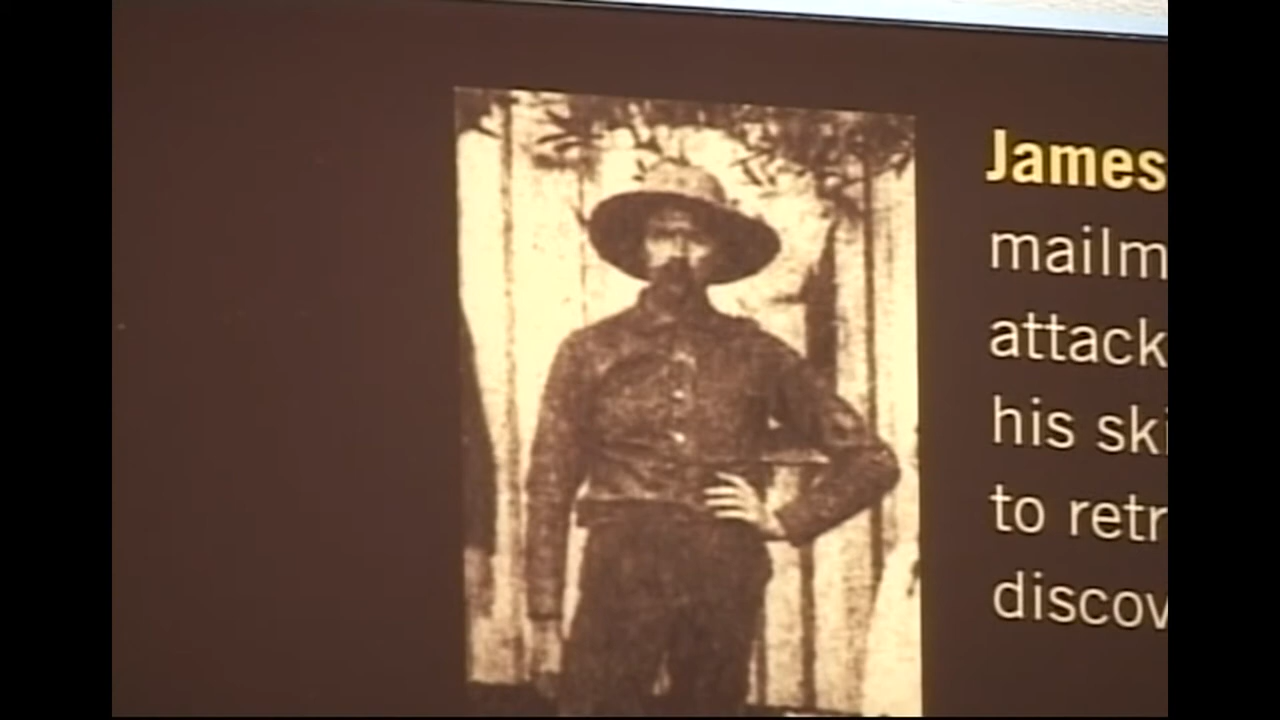 James
mailm
attack
his ski
to retr
discov